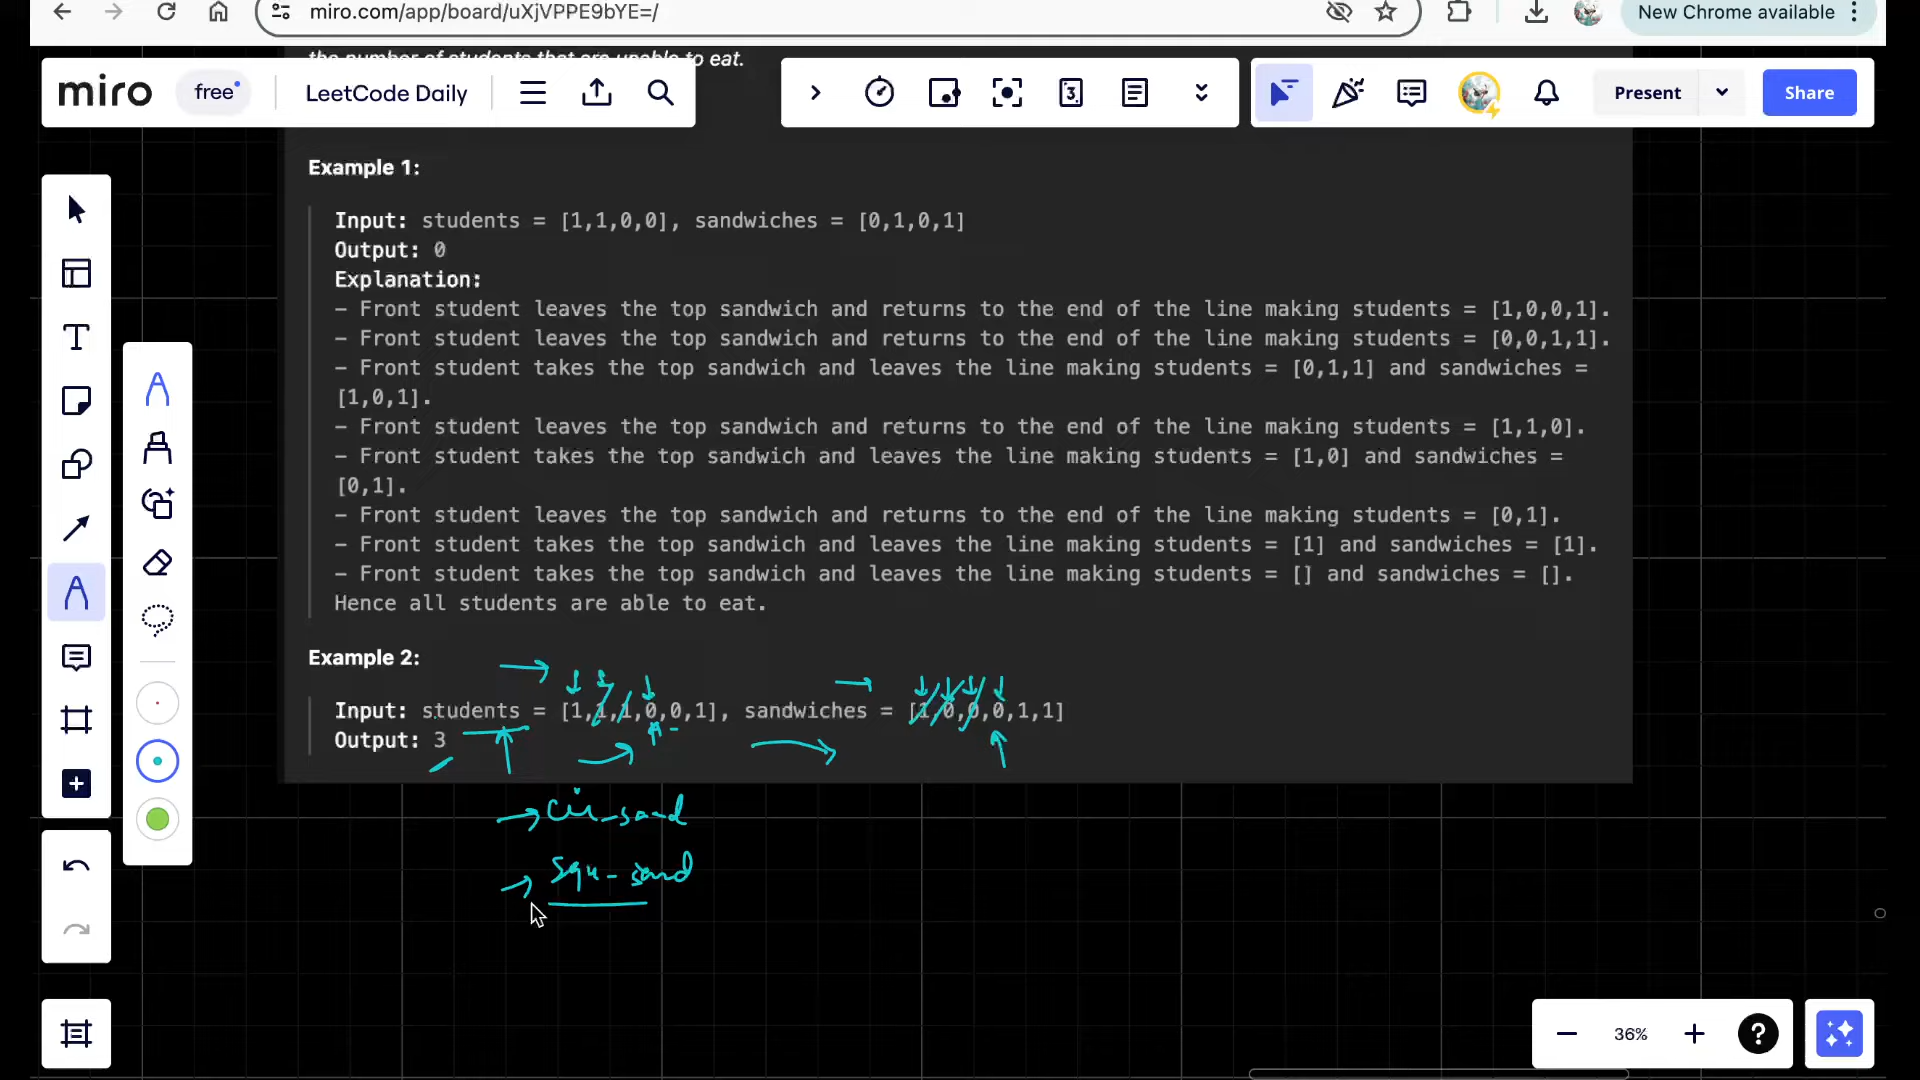 miro.com/app/board/uXjVPPE9bYE=/
New Chrome available
the number of students that are unable to eat.
miro free LeetCode Daily
Present Share
Example 1:
Input: students = [1,1,0,0], sandwiches = [0,1,0,1]
Output: 0
Explanation:
– Front student leaves the top sandwich and returns to the end of the line making students = [1,0,0,1].
– Front student leaves the top sandwich and returns to the end of the line making students = [0,0,1,1].
– Front student takes the top sandwich and leaves the line making students = [0,1,1] and sandwiches =
[1,0,1].
– Front student leaves the top sandwich and returns to the end of the line making students = [1,1,0].
– Front student takes the top sandwich and leaves the line making students = [1,0] and sandwiches =
[0,1].
– Front student leaves the top sandwich and returns to the end of the line making students = [0,1].
– Front student takes the top sandwich and leaves the line making students = [1] and sandwiches = [1].
– Front student takes the top sandwich and leaves the line making students = [] and sandwiches = [].
Hence all students are able to eat.
Example 2:
Input: students = [1,1,1,0,0,1], sandwiches = [1,0,0,0,1,1]
Output: 3
cir_sand
squ-sand
36%